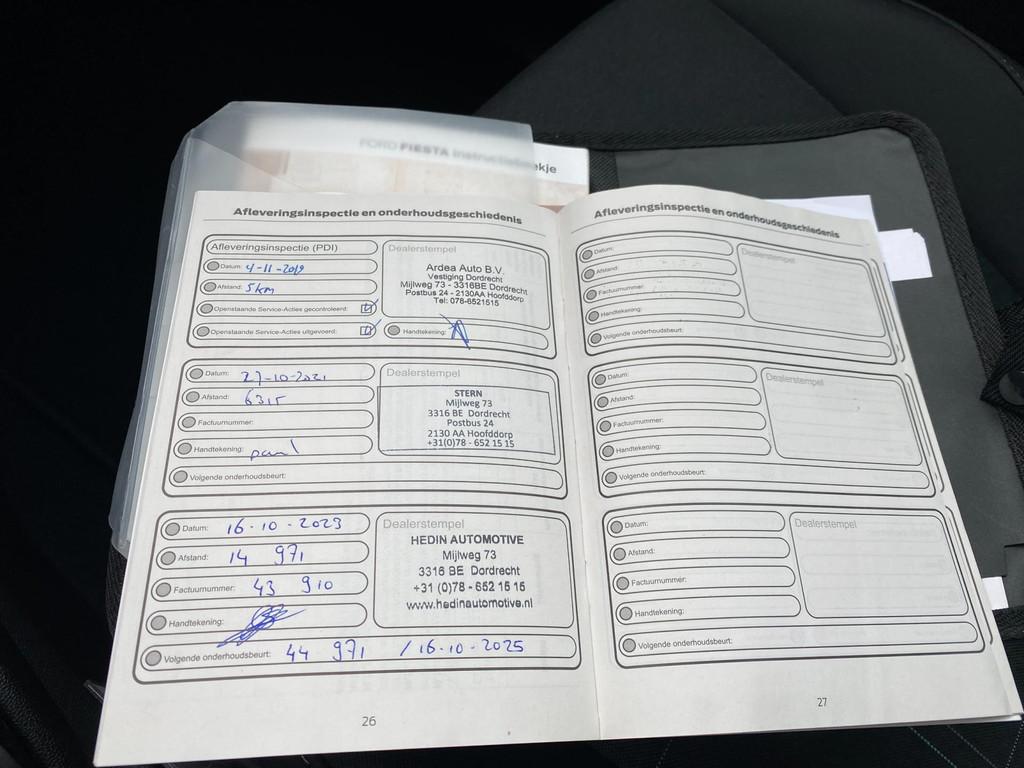 FORD FIESTA Instructieboekje
Afleveringsinspectie en onderhoudsgeschiedenis
Afleveringsinspectie (PDI)
Datum: 4-11-2019
Afstand: 5km
Openstaande Service-Acties gecontroleerd:
Openstaande Service-Acties uitgevoerd:
Dealerstempel
Ardea Auto B.V.
Vestiging Dordrecht
Mijlweg 73 - 3316BE Dordrecht
Postbus 24 - 2130AA Hoofddorp
Tel: 078-6521515
Handtekening:
Datum: 27-10-2021
Afstand: 6315
Factuurnummer:
Handtekening: paul
Volgende onderhoudsbeurt:
Dealerstempel
STERN
Mijlweg 73
3316 BE Dordrecht
Postbus 24
2130 AA Hoofddorp
+31(0)78 - 652 15 15
Datum: 16-10-2023
Afstand: 14 971
Factuurnummer: 43 910
Handtekening:
Volgende onderhoudsbeurt: 44 971 / 16-10-2025
Dealerstempel
HEDIN AUTOMOTIVE
Mijlweg 73
3316 BE Dordrecht
+31 (0)78 - 652 15 15
www.hedinautomotive.nl
26
Afleveringsinspectie en onderhoudsgeschiedenis
Datum:
Afstand:
Factuurnummer:
Handtekening:
Volgende onderhoudsbeurt:
Dealerstempel
Datum:
Afstand:
Factuurnummer:
Handtekening:
Volgende onderhoudsbeurt:
Dealerstempel
Datum:
Afstand:
Factuurnummer:
Handtekening:
Volgende onderhoudsbeurt:
Dealerstempel
27